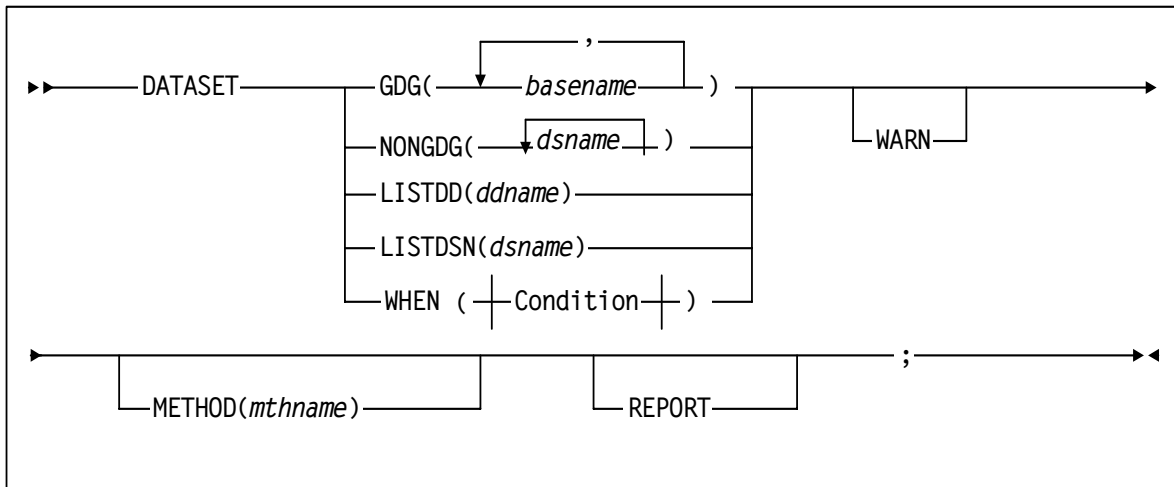 ,
DATASET GDG( basename ) WARN
NONGDG( dsname )
LISTDD(ddname)
LISTDSN(dsname)
WHEN ( Condition )
METHOD(mthname) REPORT ;